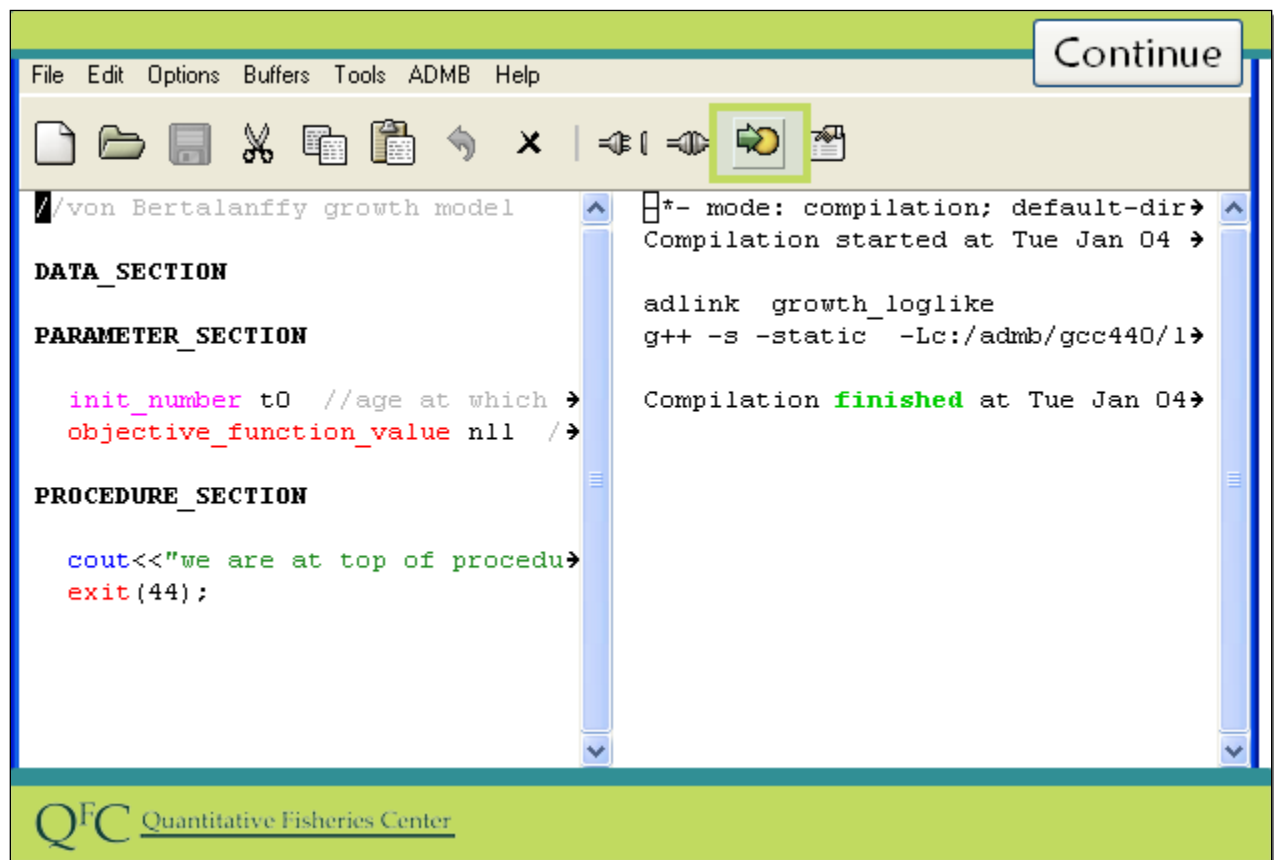 Continue
File Edit Options Buffers Tools ADMB Help
//von Bertalanffy growth model
DATA_SECTION
PARAMETER_SECTION
init_number t0 //age at which
objective_function_value nll /
PROCEDURE_SECTION
cout<<"we are at top of procedu
exit(44);
-*- mode: compilation; default-dir
Compilation started at Tue Jan 04
adlink growth_loglike
g++ -s -static -Lc:/admb/gcc440/l
Compilation finished at Tue Jan 04
QFC Quantitative Fisheries Center